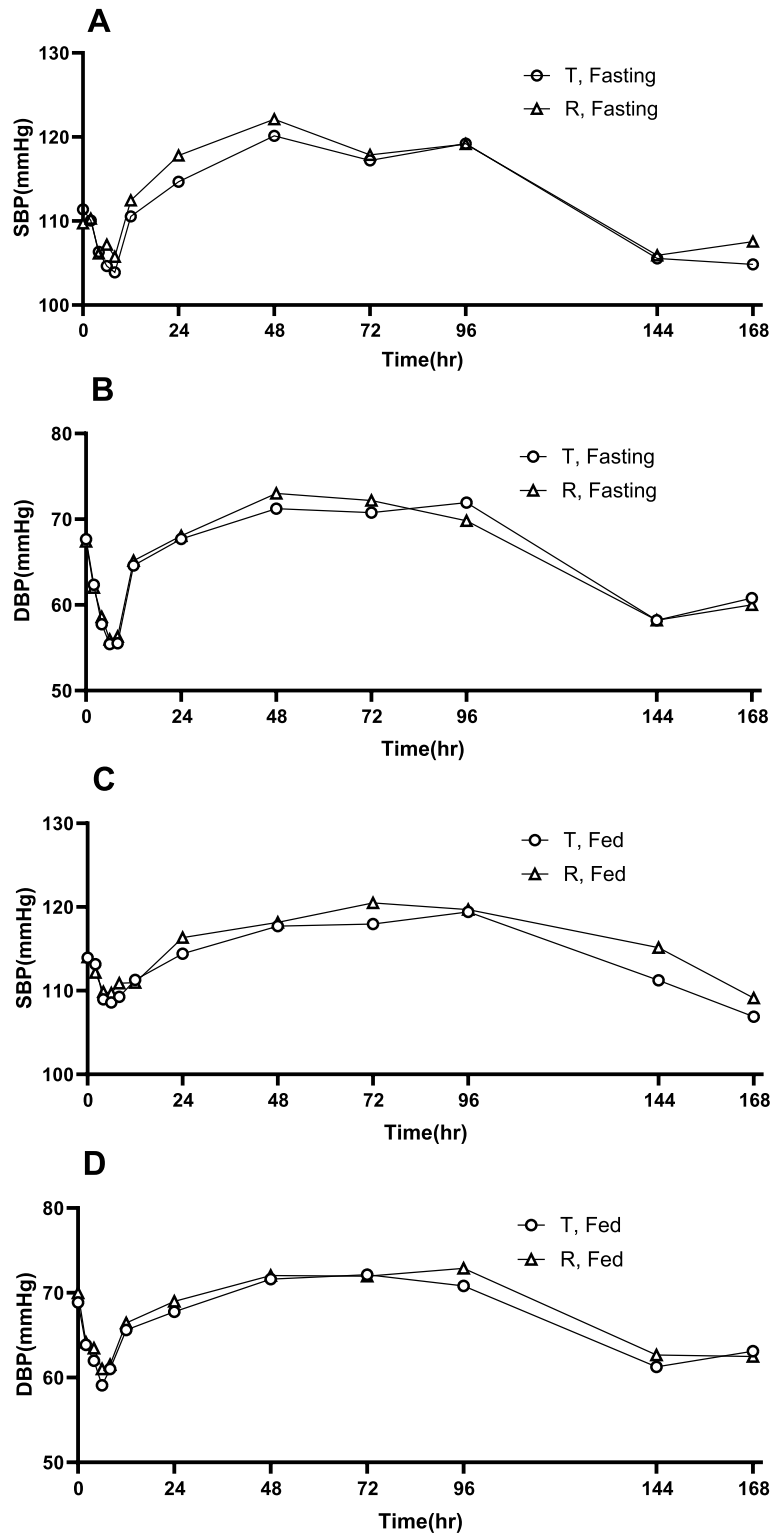 A
130
T, Fasting
R, Fasting
120
SBP(mmHg)
110
100
0 24 48 72 96 144 168
Time(hr)
B
80
T, Fasting
R, Fasting
70
DBP(mmHg)
60
50
0 24 48 72 96 144 168
Time(hr)
C
130
T, Fed
R, Fed
120
SBP(mmHg)
110
100
0 24 48 72 96 144 168
Time(hr)
D
80
T, Fed
R, Fed
70
DBP(mmHg)
60
50
0 24 48 72 96 144 168
Time(hr)